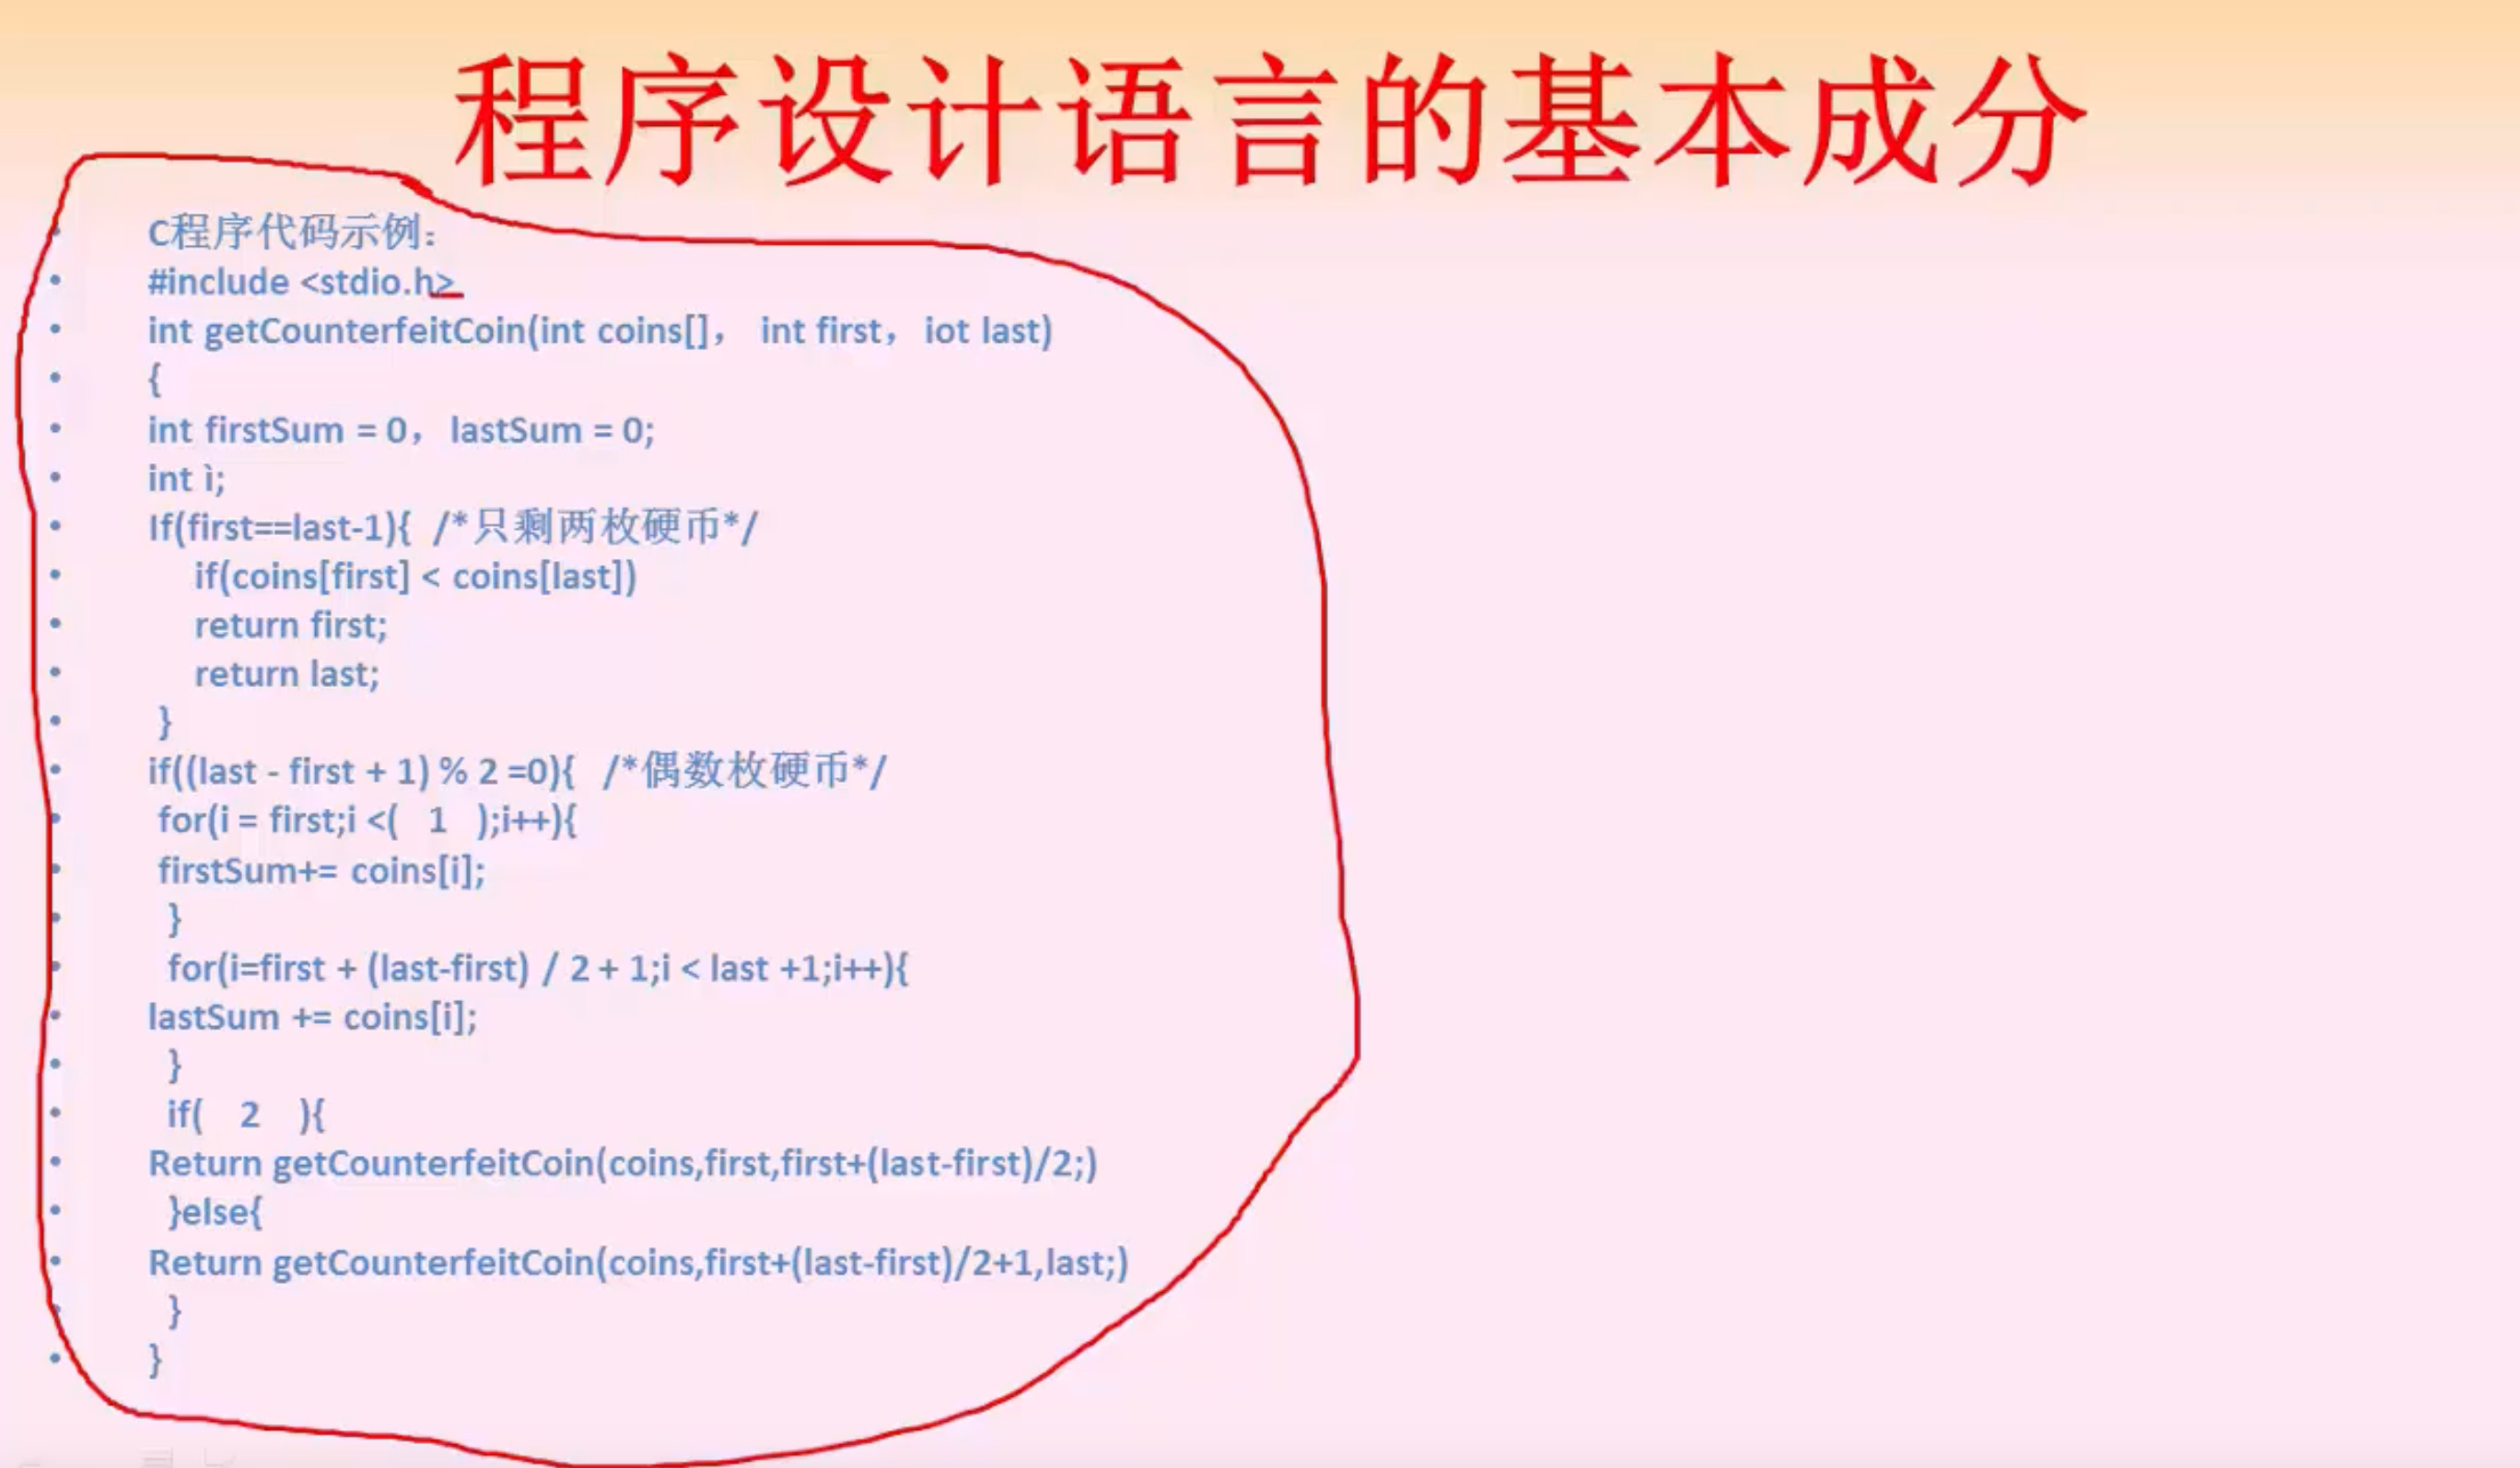 程序设计语言的基本成分
C程序代码示例：
#include <stdio.h>
int getCounterfeitCoin(int coins[]， int first，iot last)
{
int firstSum = 0，lastSum = 0;
int ì;
If(first==last-1){ /*只剩两枚硬币*/
if(coins[first] < coins[last])
return first;
return last;
}
if((last - first + 1) % 2 =0){ /*偶数枚硬币*/
for(i = first;i <( 1 );i++){
firstSum+= coins[i];
}
for(i=first + (last-first) / 2 + 1;i < last +1;i++){
lastSum += coins[i];
}
if( 2 ){
Return getCounterfeitCoin(coins,first,first+(last-first)/2;)
}else{
Return getCounterfeitCoin(coins,first+(last-first)/2+1,last;)
}
}